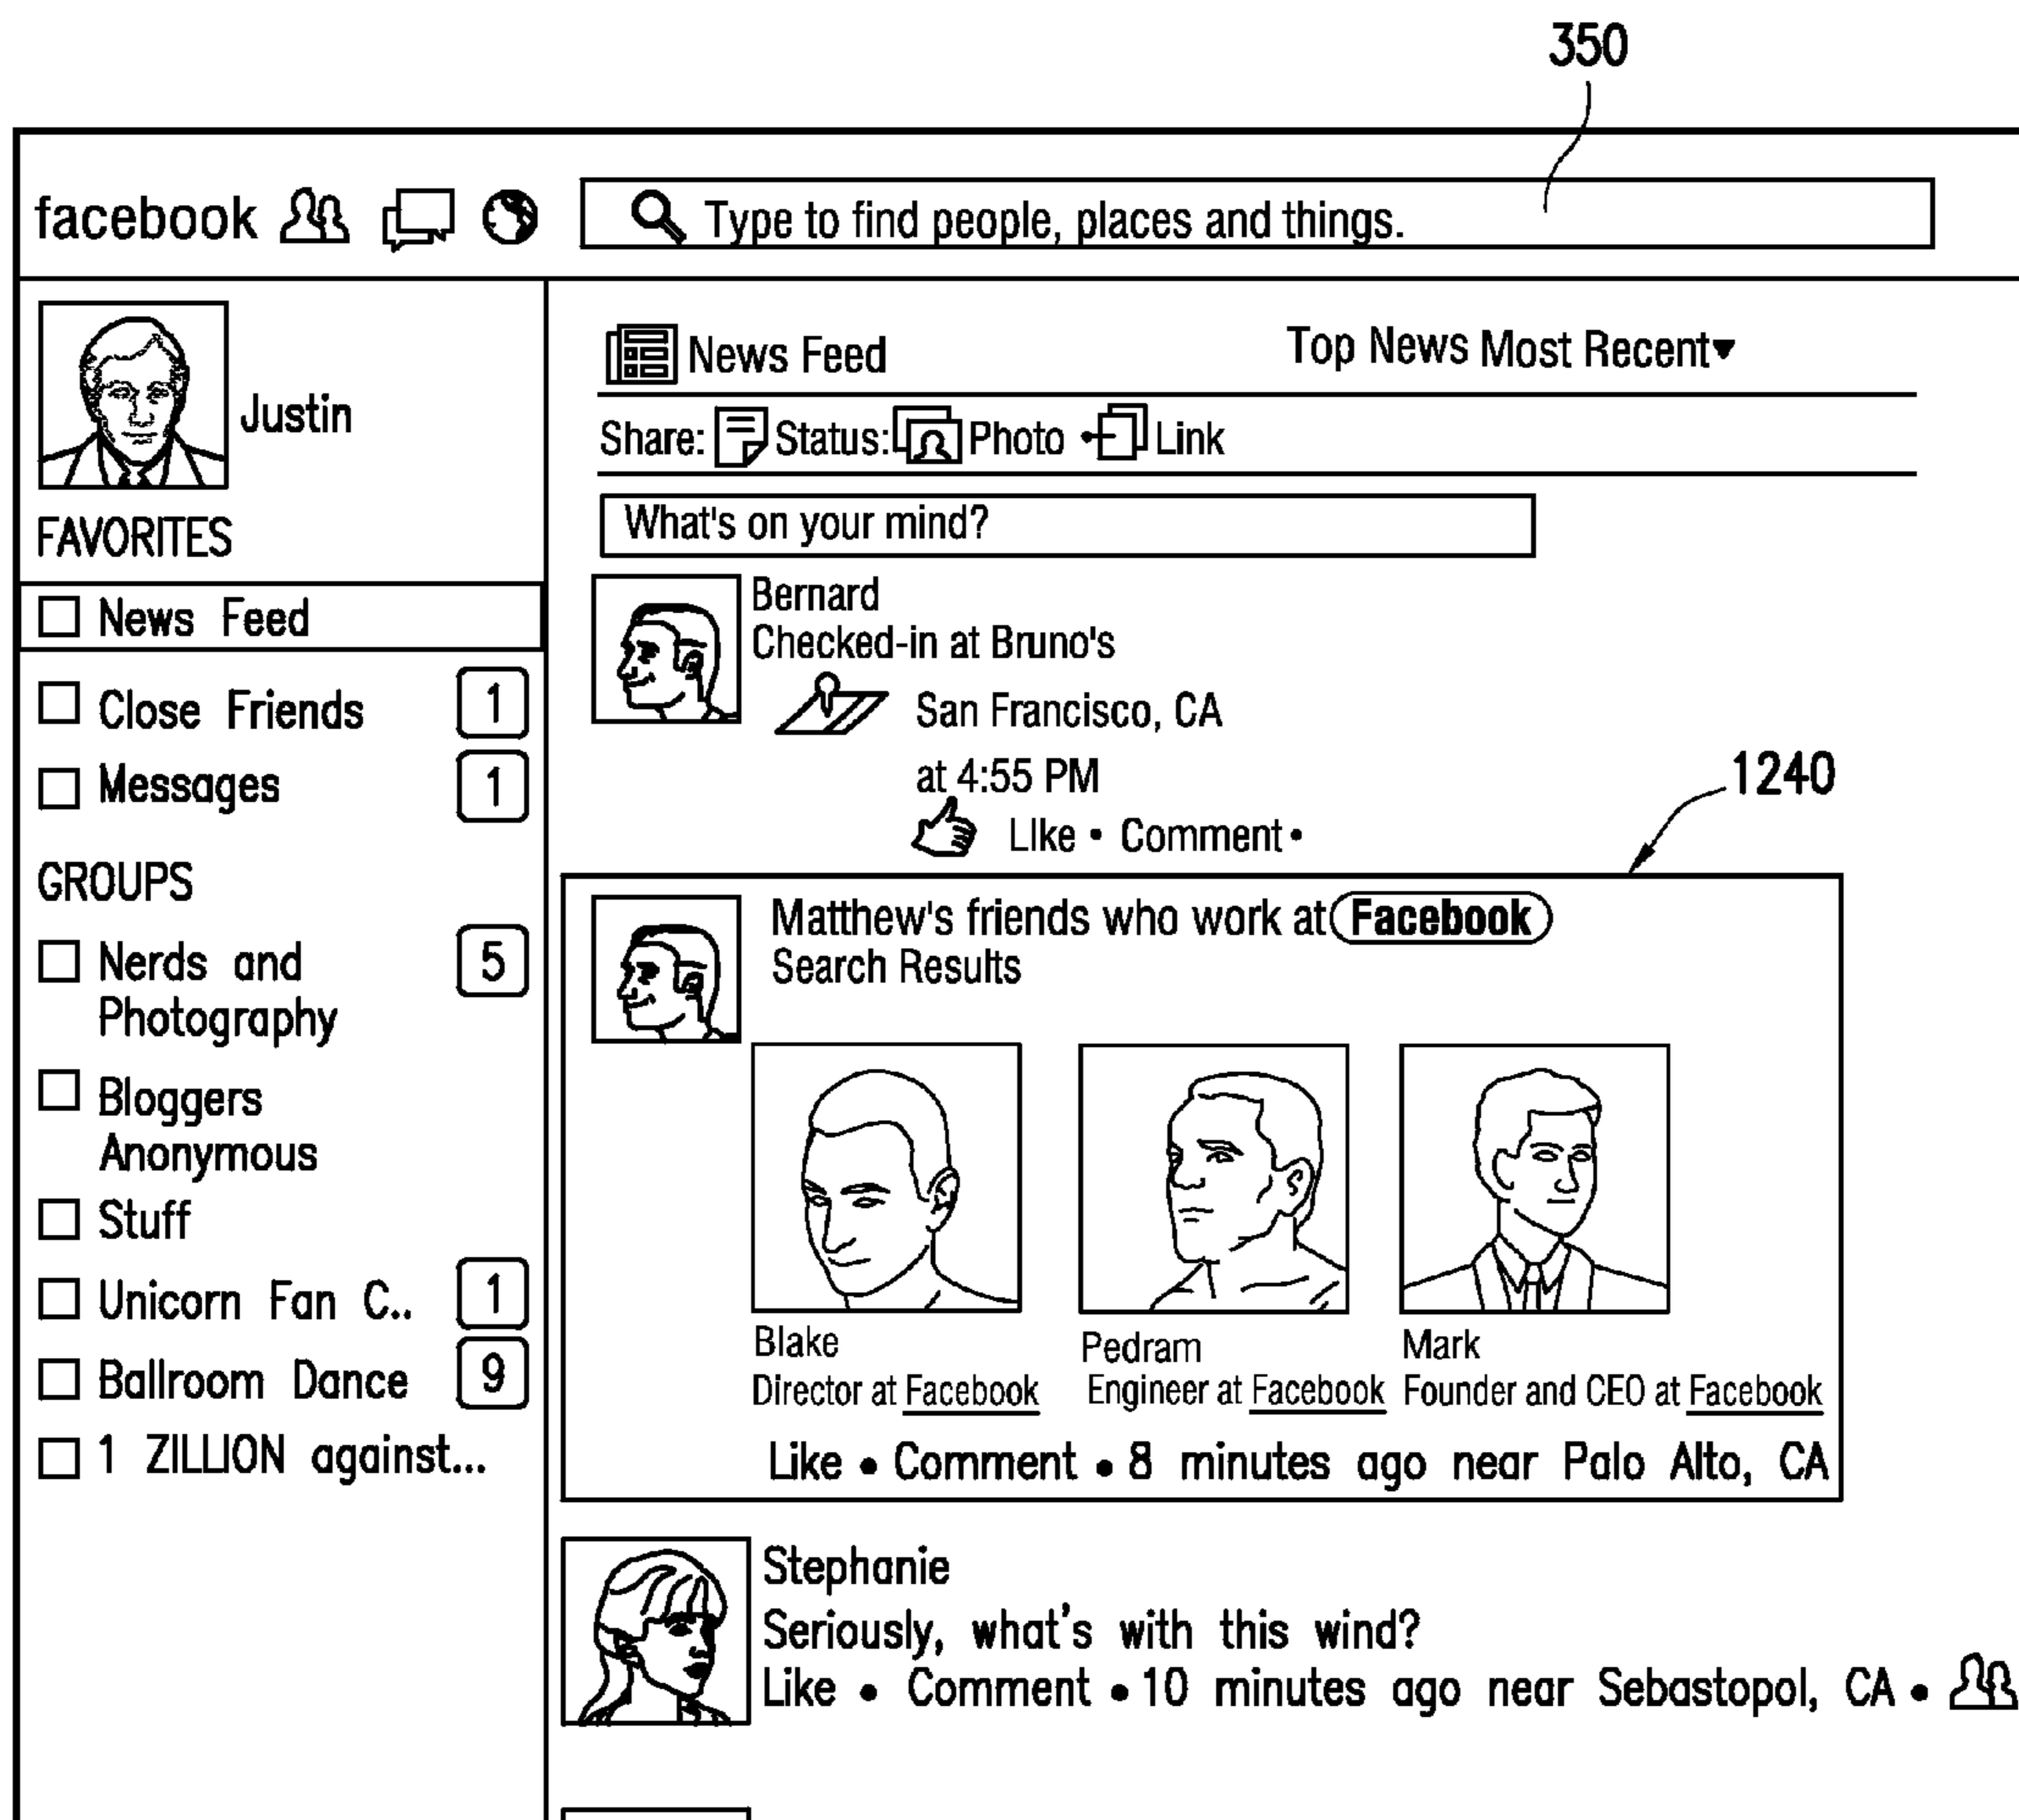 350
facebook
Type to find people, places and things.
Justin
FAVORITES
News Feed
Close Friends 1
Messages 1
GROUPS
Nerds and 5
Photography
Bloggers
Anonymous
Stuff
Unicorn Fan C.. 1
Ballroom Dance 9
1 ZILLION against...
News Feed Top News Most Recent▾
Share: Status: Photo Link
What's on your mind?
Bernard
Checked-in at Bruno's
San Francisco, CA
at 4:55 PM
LIke • Comment •
1240
Matthew's friends who work at Facebook
Search Results
Blake
Director at Facebook
Pedram
Engineer at Facebook
Mark
Founder and CEO at Facebook
Like • Comment • 8 minutes ago near Palo Alto, CA
Stephanie
Seriously, what's with this wind?
Like • Comment • 10 minutes ago near Sebastopol, CA •